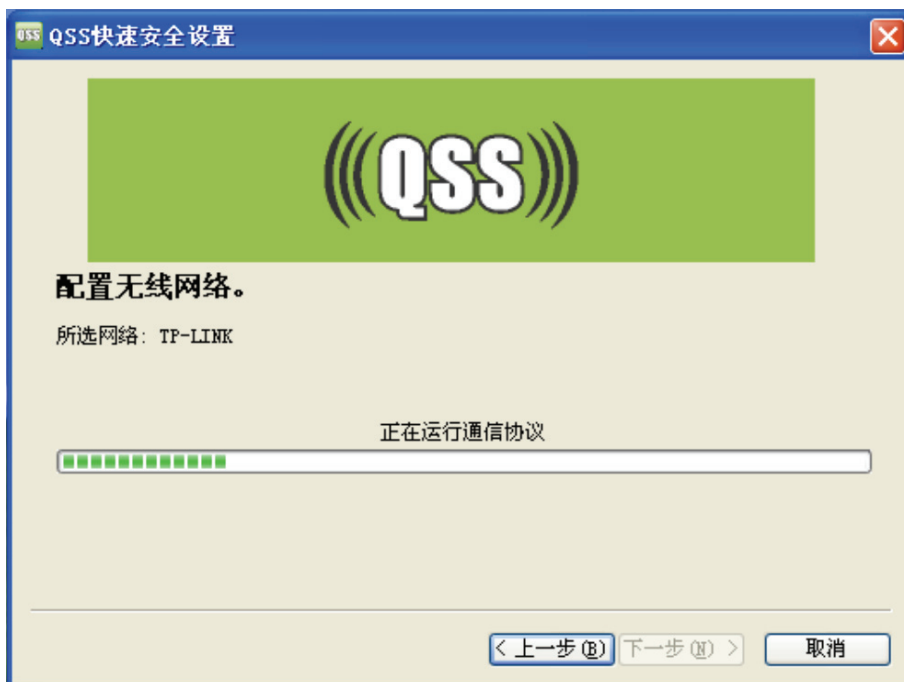 QSS QSS快速安全设置
(((QSS)))
配置无线网络。
所选网络: TP-LINK
正在运行通信协议
< 上一步(B) 下一步(N) > 取消